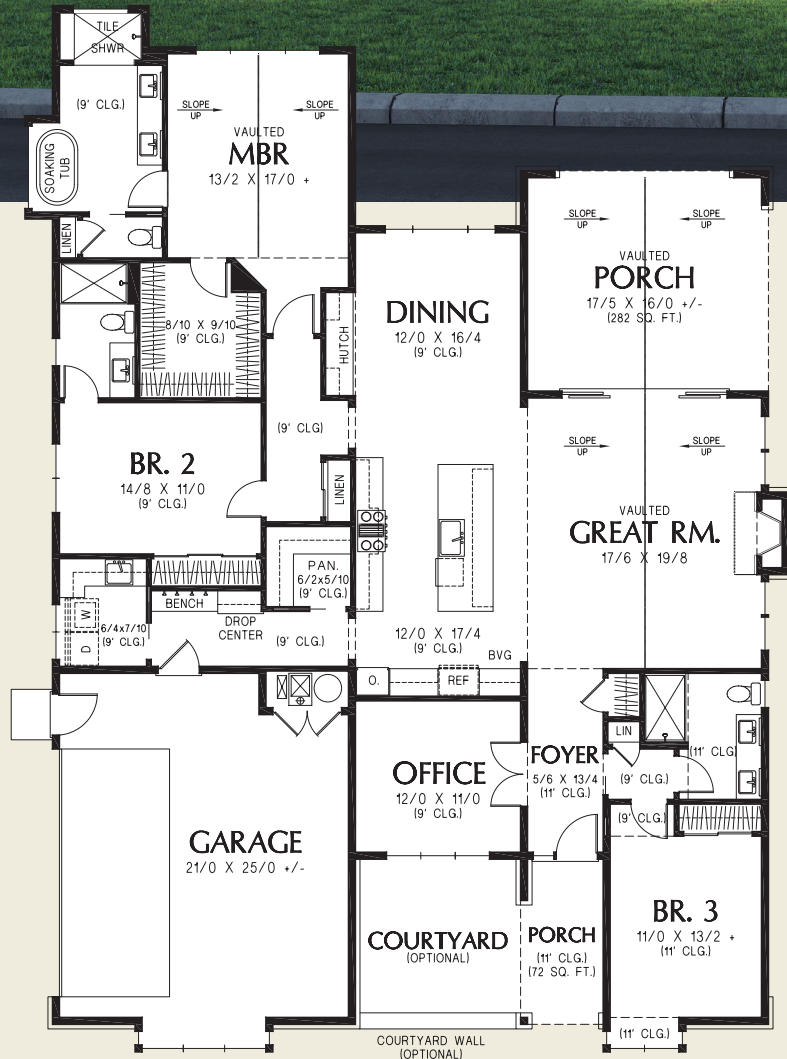 TILE
SHWR
(9' CLG.)
SLOPE
UP
SLOPE
UP
VAULTED
MBR
13/2 X 17/0 +
SOAKING
TUB
LINEN
SLOPE
UP
SLOPE
UP
VAULTED
PORCH
17/5 X 16/0 +/-
(282 SQ. FT.)
8/10 X 9/10
(9' CLG.)
HUTCH
DINING
12/0 X 16/4
(9' CLG.)
(9' CLG)
BR. 2
14/8 X 11/0
(9' CLG.)
LINEN
SLOPE
UP
SLOPE
UP
VAULTED
GREAT RM.
17/6 X 19/8
PAN.
6/2x5/10
(9' CLG.)
W
D
6/4x7/10
(9' CLG.)
BENCH
DROP
CENTER
(9' CLG.)
12/0 X 17/4
(9' CLG.)
BVG
O.
REF
LIN
(11' CLG)
FOYER
5/6 X 13/4
(11' CLG.)
(9' CLG.)
(9' CLG.)
OFFICE
12/0 X 11/0
(9' CLG.)
GARAGE
21/0 X 25/0 +/-
COURTYARD
(OPTIONAL)
PORCH
(11' CLG.)
(72 SQ. FT.)
BR. 3
11/0 X 13/2 +
(11' CLG.)
(11' CLG.)
COURTYARD WALL
(OPTIONAL)